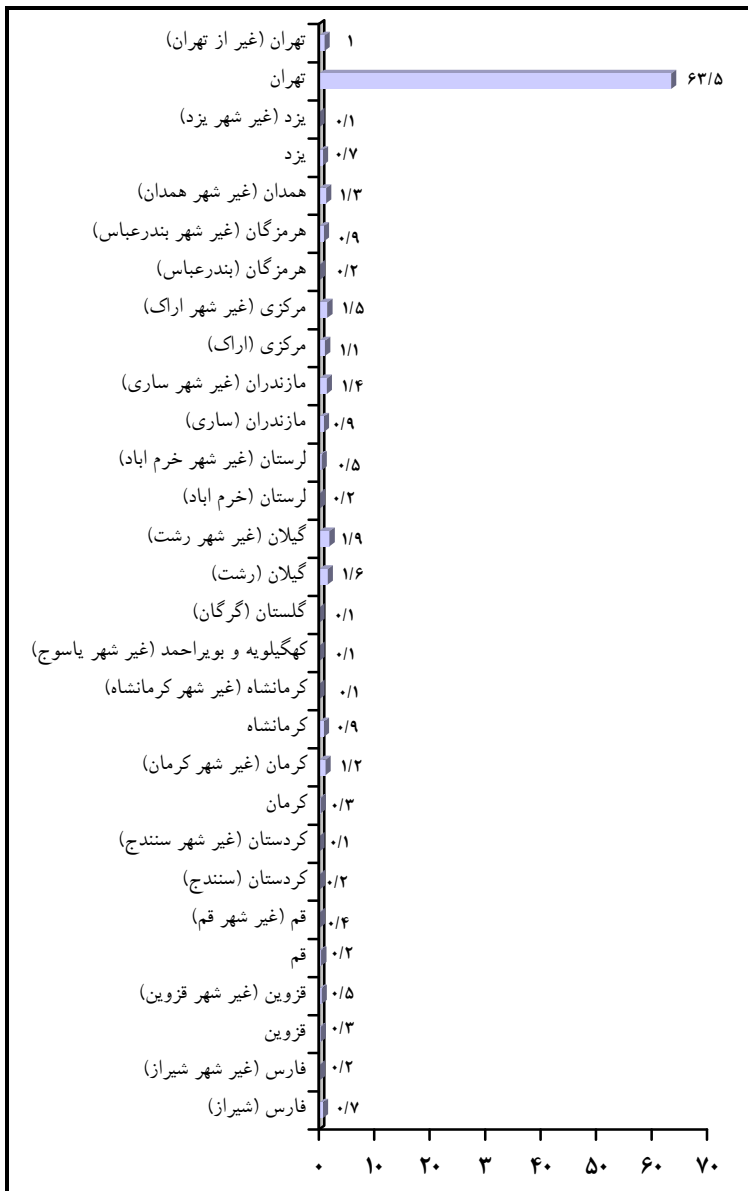 تهران (غیر از تهران) ۱
تهران ۶۳/۵
یزد (غیر شهر یزد) ۰/۱
یزد ۰/۷
همدان (غیر شهر همدان) ۱/۳
هرمزگان (غیر شهر بندرعباس) ۰/۹
هرمزگان (بندرعباس) ۰/۲
مرکزی (غیر شهر اراک) ۱/۵
مرکزی (اراک) ۱/۱
مازندران (غیر شهر ساری) ۱/۴
مازندران (ساری) ۰/۹
لرستان (غیر شهر خرم اباد) ۰/۵
لرستان (خرم اباد) ۰/۲
گیلان (غیر شهر رشت) ۱/۹
گیلان (رشت) ۱/۶
گلستان (گرگان) ۰/۱
کهگیلویه و بویراحمد (غیر شهر یاسوج) ۰/۱
کرمانشاه (غیر شهر کرمانشاه) ۰/۱
کرمانشاه ۰/۹
کرمان (غیر شهر کرمان) ۱/۲
کرمان ۰/۳
کردستان (غیر شهر سنندج) ۰/۱
کردستان (سنندج) ۰/۲
قم (غیر شهر قم) ۰/۴
قم ۰/۲
قزوین (غیر شهر قزوین) ۰/۵
قزوین ۰/۳
فارس (غیر شهر شیراز) ۰/۲
فارس (شیراز) ۰/۷
۰ ۱۰ ۲۰ ۳ ۴۰ ۵۰ ۶۰ ۷۰